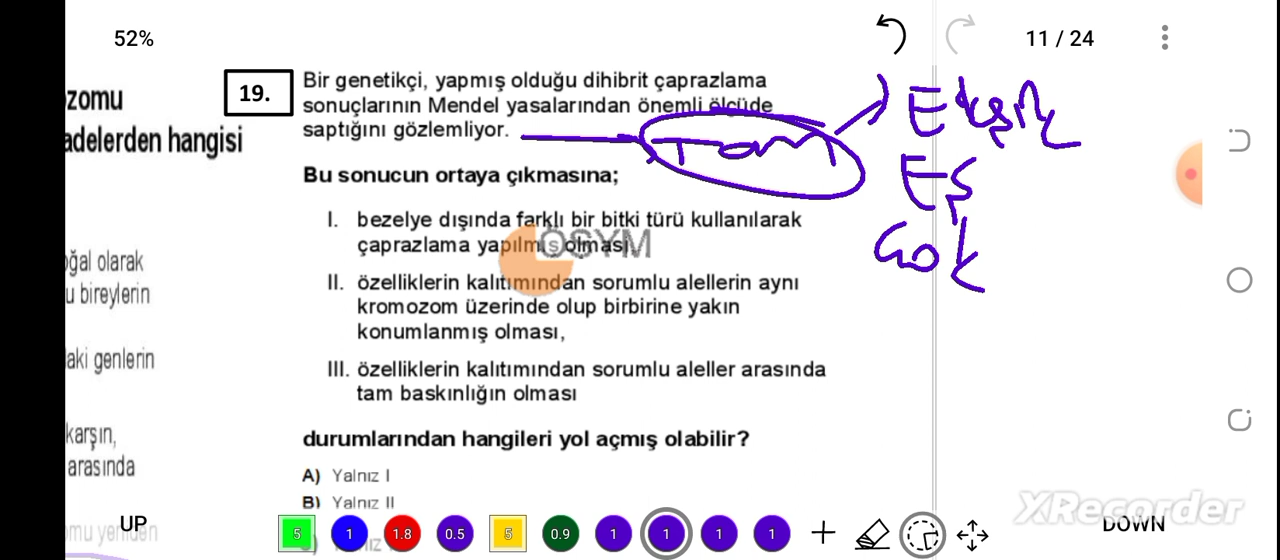 52%
11 / 24
zomu
adelerden hangisi
oğal olarak
u bireylerin
aki genlerin
karşın,
arasında
omu yeniden
19.
Bir genetikçi, yapmış olduğu dihibrit çaprazlama
sonuçlarının Mendel yasalarından önemli ölçüde
saptığını gözlemliyor.
Tam
Eksik
Eş
Çok
Bu sonucun ortaya çıkmasına;
I. bezelye dışında farklı bir bitki türü kullanılarak
çaprazlama yapılmış olması,
ÖSYM
II. özelliklerin kalıtımından sorumlu alellerin aynı
kromozom üzerinde olup birbirine yakın
konumlanmış olması,
III. özelliklerin kalıtımından sorumlu aleller arasında
tam baskınlığın olması
durumlarından hangileri yol açmış olabilir?
A) Yalnız I
B) Yalnız II
UP
5
1
1.8
0.5
5
0.9
1
1
1
1
XRecorder
DOWN